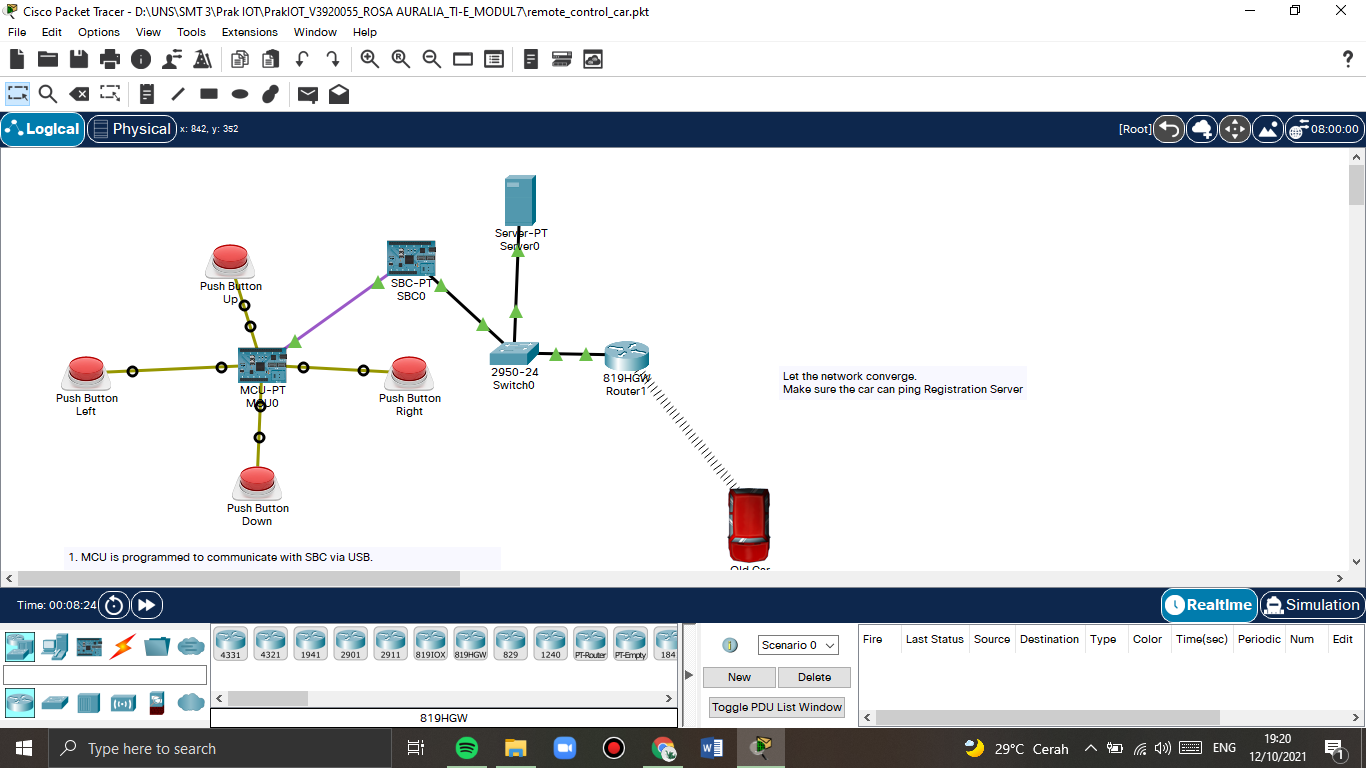 Cisco Packet Tracer - D:\UNS\SMT 3\Prak IOT\PrakIOT_V3920055_ROSA AURALIA_TI-E_MODUL7\remote_control_car.pkt
File Edit Options View Tools Extensions Window Help
Logical Physical x: 842, y: 352 [Root] 08:00:00
Server-PT
Server0
Push Button
Up
SBC-PT
SBC0
2950-24
Switch0
819HGW
Router1
Let the network converge.
Make sure the car can ping Registration Server
Push Button
Left
MCU-PT
MCU0
Push Button
Right
Push Button
Down
1. MCU is programmed to communicate with SBC via USB.
Old Car
Time: 00:08:24 Realtime Simulation
4331 4321 1941 2901 2911 819IOX 819HGW 829 1240 PT-Router PT-Empty 184
819HGW
Scenario 0
New Delete
Toggle PDU List Window
Fire Last Status Source Destination Type Color Time(sec) Periodic Num Edit
Type here to search
29°C Cerah ENG 19:20
12/10/2021
1